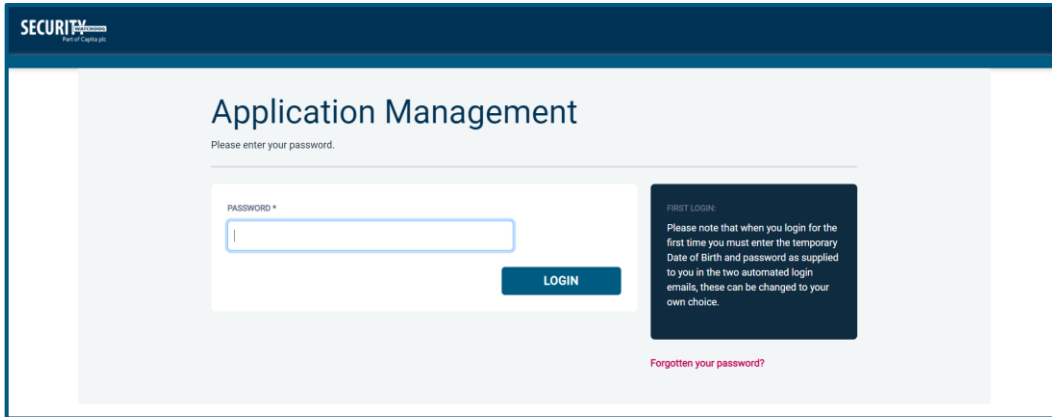 SECURITY
WATCHDOG
Part of Capita plc
Application Management
Please enter your password.
PASSWORD *
LOGIN
FIRST LOGIN:
Please note that when you login for the
first time you must enter the temporary
Date of Birth and password as supplied
to you in the two automated login
emails, these can be changed to your
own choice.
Forgotten your password?